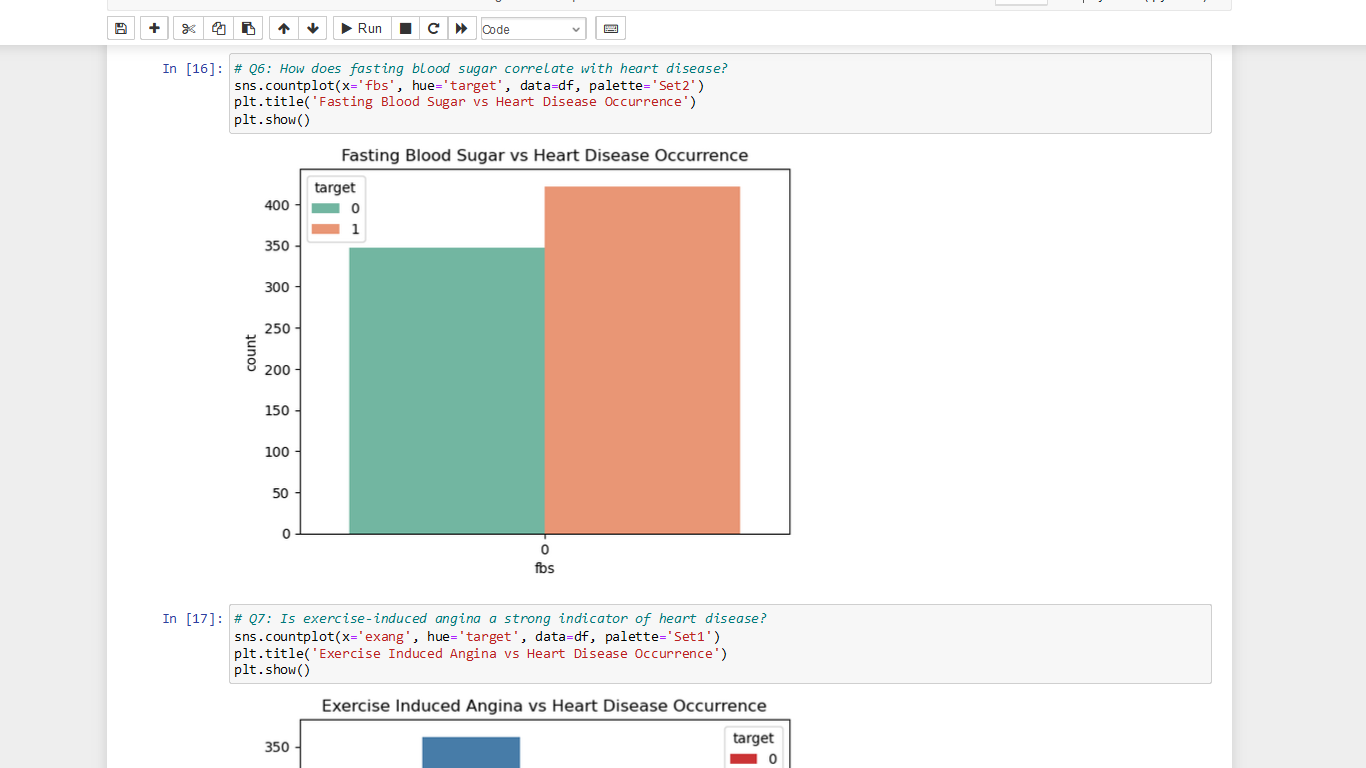 Run
Code
In [16]:
# Q6: How does fasting blood sugar correlate with heart disease?
sns.countplot(x='fbs', hue='target', data=df, palette='Set2')
plt.title('Fasting Blood Sugar vs Heart Disease Occurrence')
plt.show()
Fasting Blood Sugar vs Heart Disease Occurrence
target
0
1
400
350
300
250
200
150
100
50
0
count
0
fbs
In [17]:
# Q7: Is exercise-induced angina a strong indicator of heart disease?
sns.countplot(x='exang', hue='target', data=df, palette='Set1')
plt.title('Exercise Induced Angina vs Heart Disease Occurrence')
plt.show()
Exercise Induced Angina vs Heart Disease Occurrence
target
0
350